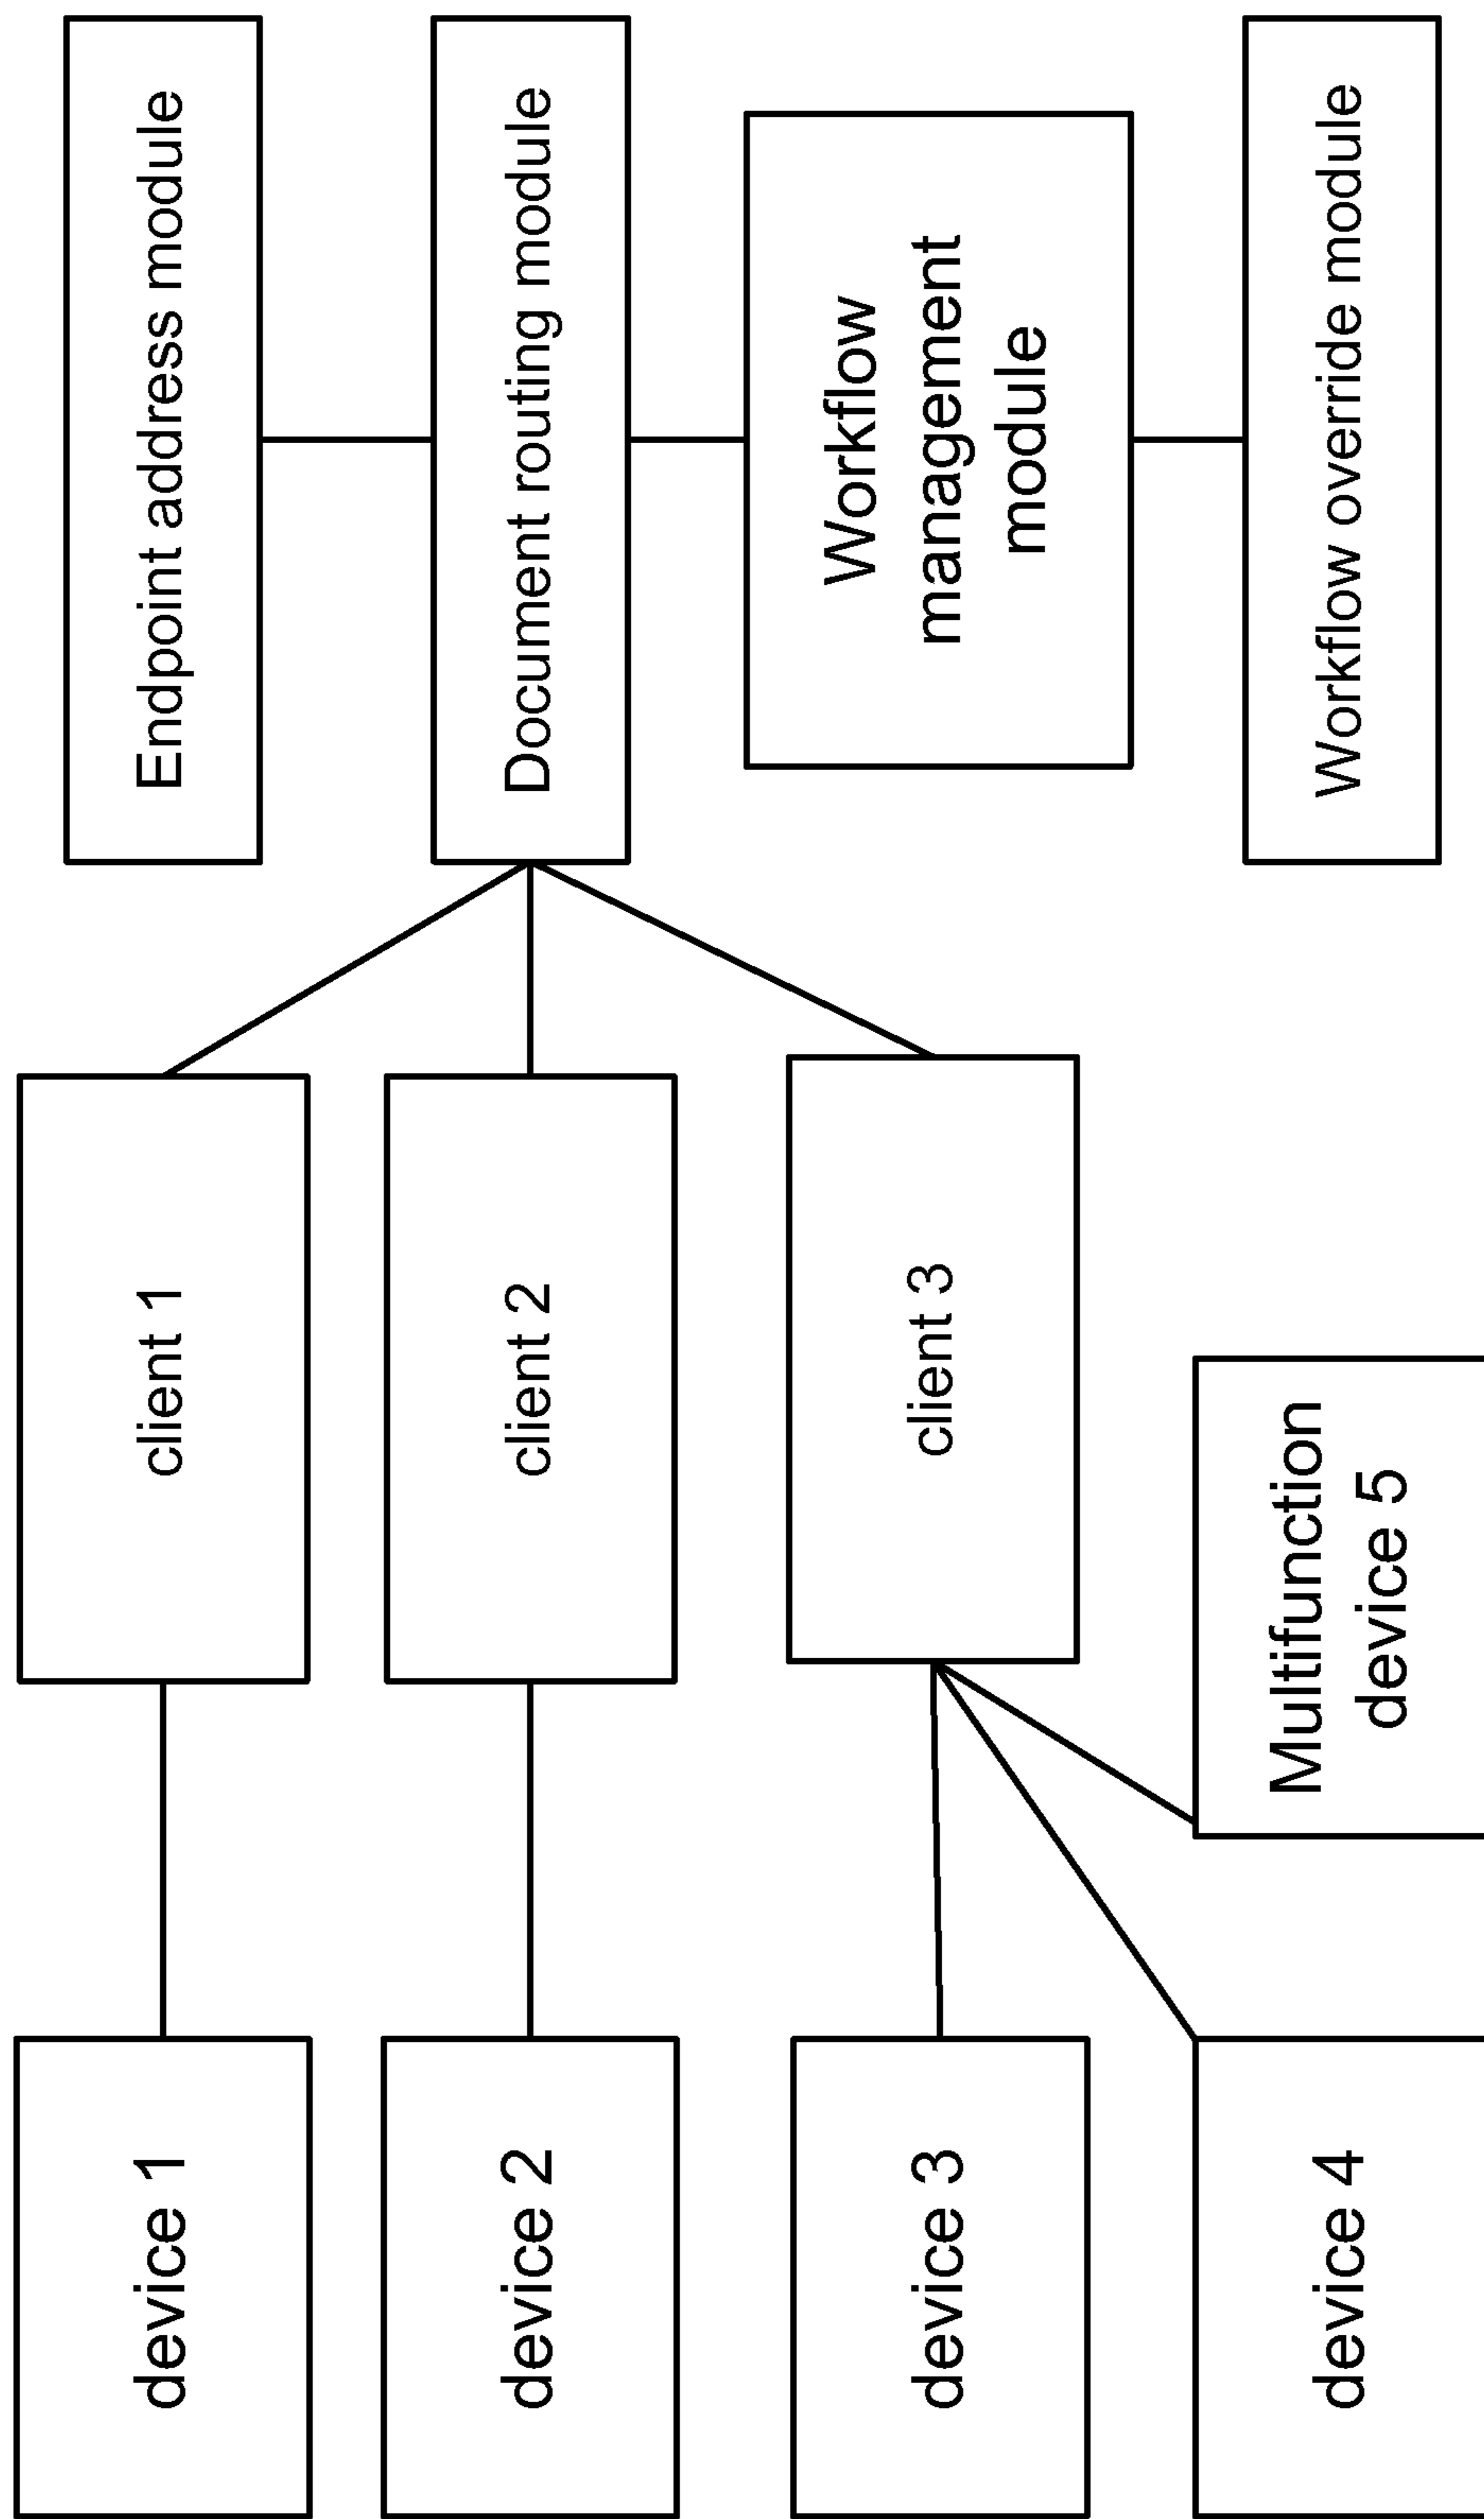 device 1
client 1
Endpoint address module
device 2
client 2
Document routing module
device 3
client 3
Workflow
management
module
device 4
Multifunction
device 5
Workflow override module